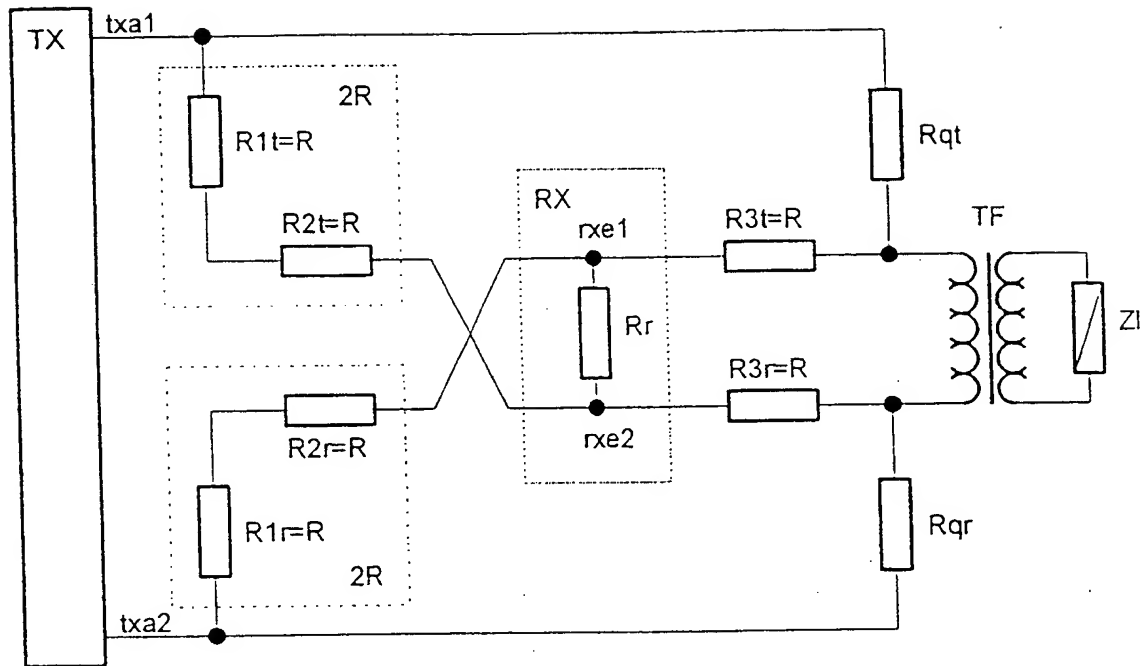 TX
txa1
2R
R1t=R
Rqt
RX
R2t=R
rxe1
R3t=R
TF
Rr
Zl
R3r=R
R2r=R
rxe2
R1r=R
Rqr
2R
txa2